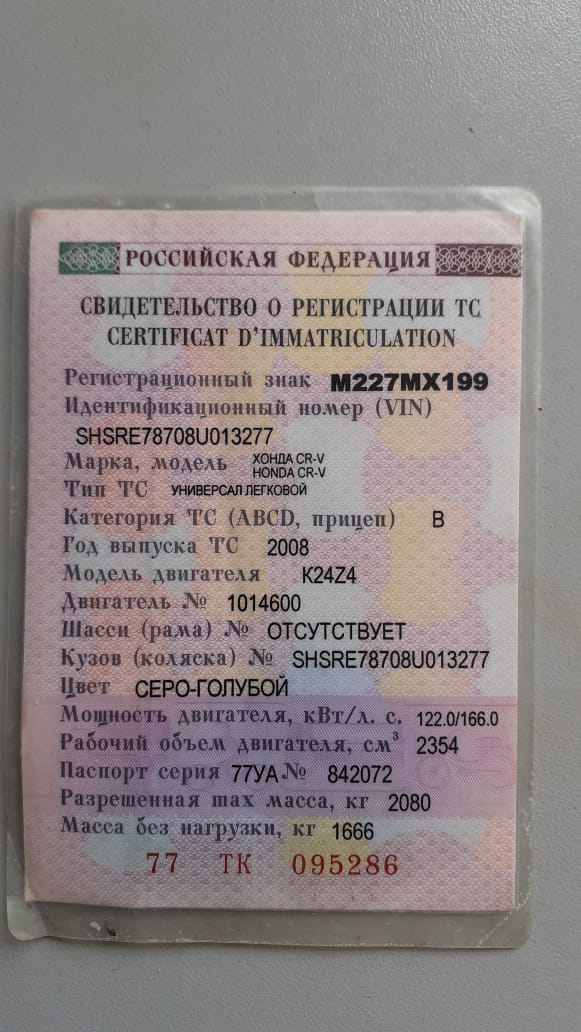 РОССИЙСКАЯ ФЕДЕРАЦИЯ
СВИДЕТЕЛЬСТВО О РЕГИСТРАЦИИ ТС
CERTIFICAT D'IMMATRICULATION
Регистрационный знак М227МХ199
Идентификационный номер (VIN)
SHSRE78708U013277
Марка, модель ХОНДА CR-V
HONDA CR-V
Тип ТС УНИВЕРСАЛ ЛЕГКОВОЙ
Категория ТС (ABCD, прицеп) B
Год выпуска ТС 2008
Модель двигателя K24Z4
Двигатель № 1014600
Шасси (рама) № ОТСУТСТВУЕТ
Кузов (коляска) № SHSRE78708U013277
Цвет СЕРО-ГОЛУБОЙ
Мощность двигателя, кВт/л. с. 122.0/166.0
Рабочий объем двигателя, см³ 2354
Паспорт серия 77УА № 842072
Разрешенная max масса, кг 2080
Масса без нагрузки, кг 1666
77 ТК 095286